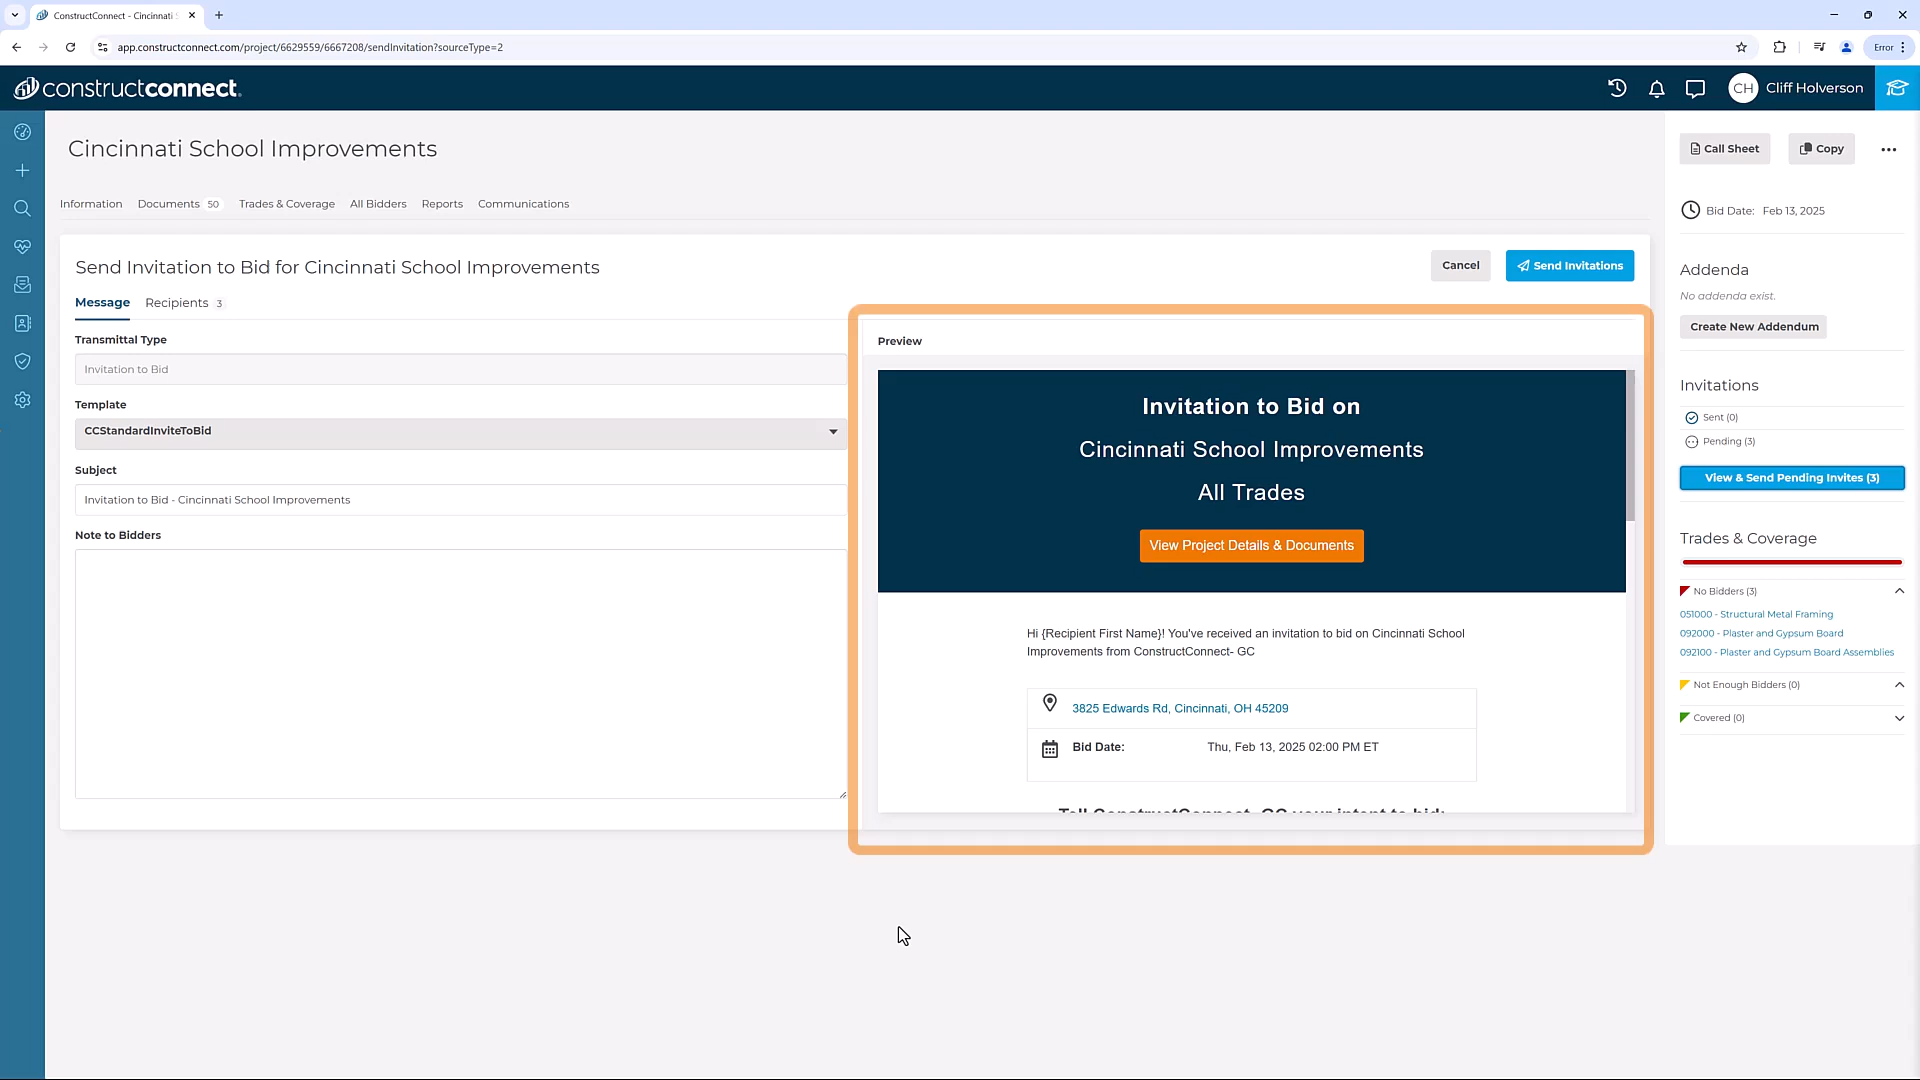 ConstructConnect - Cincinnati S
app.constructconnect.com/project/6629559/6667208/sendInvitation?sourceType=2
Error
constructconnect.
CH
Cliff Holverson
Cincinnati School Improvements
Information
Documents 50
Trades & Coverage
All Bidders
Reports
Communications
Send Invitation to Bid for Cincinnati School Improvements
Cancel
Send Invitations
Message
Recipients 3
Transmittal Type
Invitation to Bid
Template
CCStandardInviteToBid
Subject
Invitation to Bid - Cincinnati School Improvements
Note to Bidders
Preview
Invitation to Bid on
Cincinnati School Improvements
All Trades
View Project Details & Documents
Hi {Recipient First Name}! You've received an invitation to bid on Cincinnati School
Improvements from ConstructConnect- GC
3825 Edwards Rd, Cincinnati, OH 45209
Bid Date: Thu, Feb 13, 2025 02:00 PM ET
Tell ConstructConnect- GC your intent to bid:
Call Sheet
Copy
Bid Date: Feb 13, 2025
Addenda
No addenda exist.
Create New Addendum
Invitations
Sent (0)
Pending (3)
View & Send Pending Invites (3)
Trades & Coverage
No Bidders (3)
051000 - Structural Metal Framing
092000 - Plaster and Gypsum Board
092100 - Plaster and Gypsum Board Assemblies
Not Enough Bidders (0)
Covered (0)